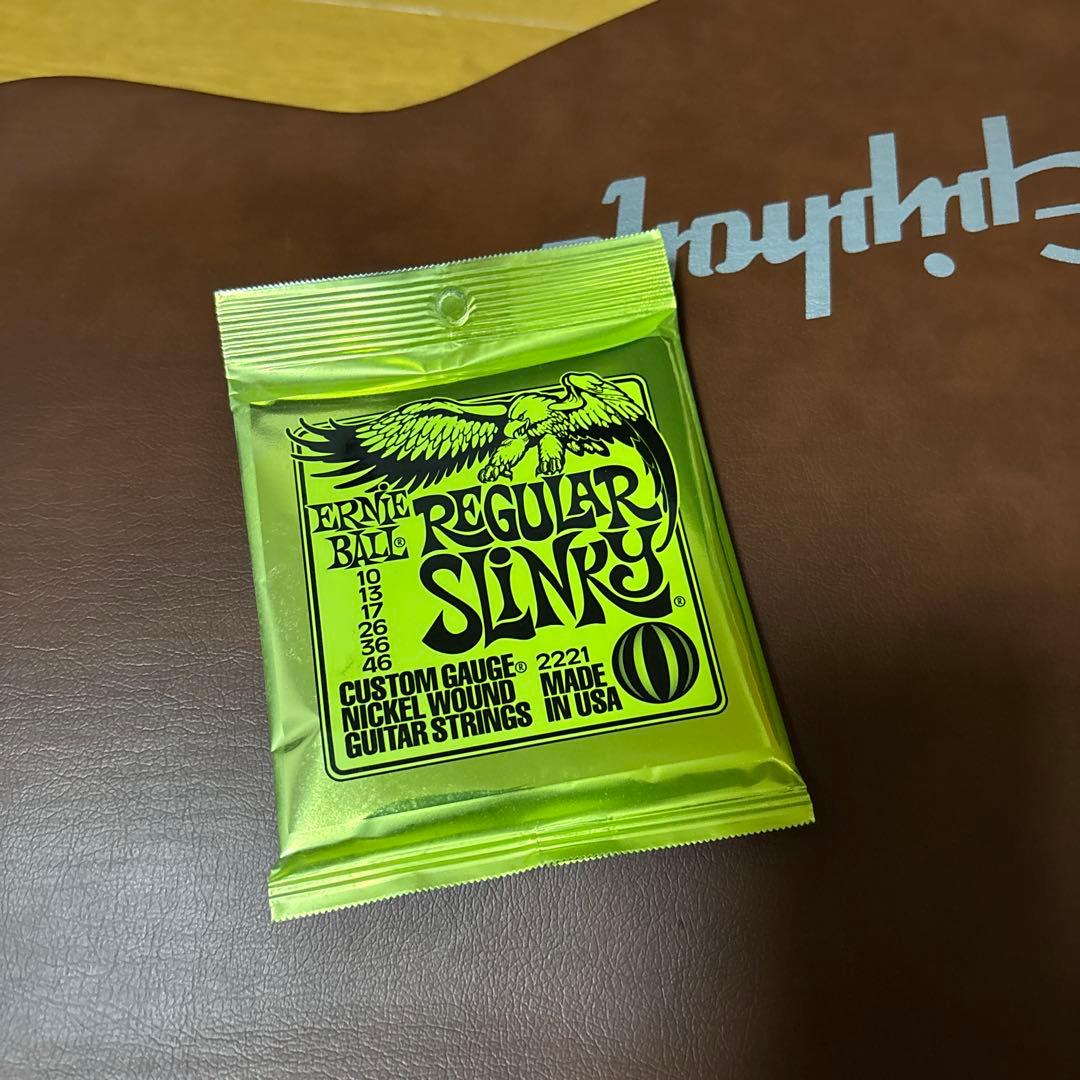 Epiphone
ERNIE
BALL®
REGULAR
SLINKY®
10
13
17
26
36
46
CUSTOM GAUGE®
NICKEL WOUND
GUITAR STRINGS
2221
MADE
IN USA